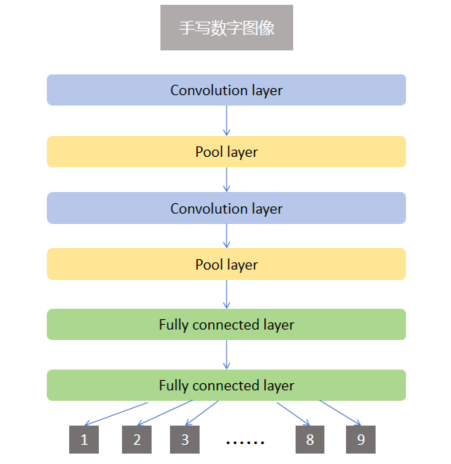 手写数字图像
Convolution layer
Pool layer
Convolution layer
Pool layer
Fully connected layer
Fully connected layer
1 2 3 …… 8 9